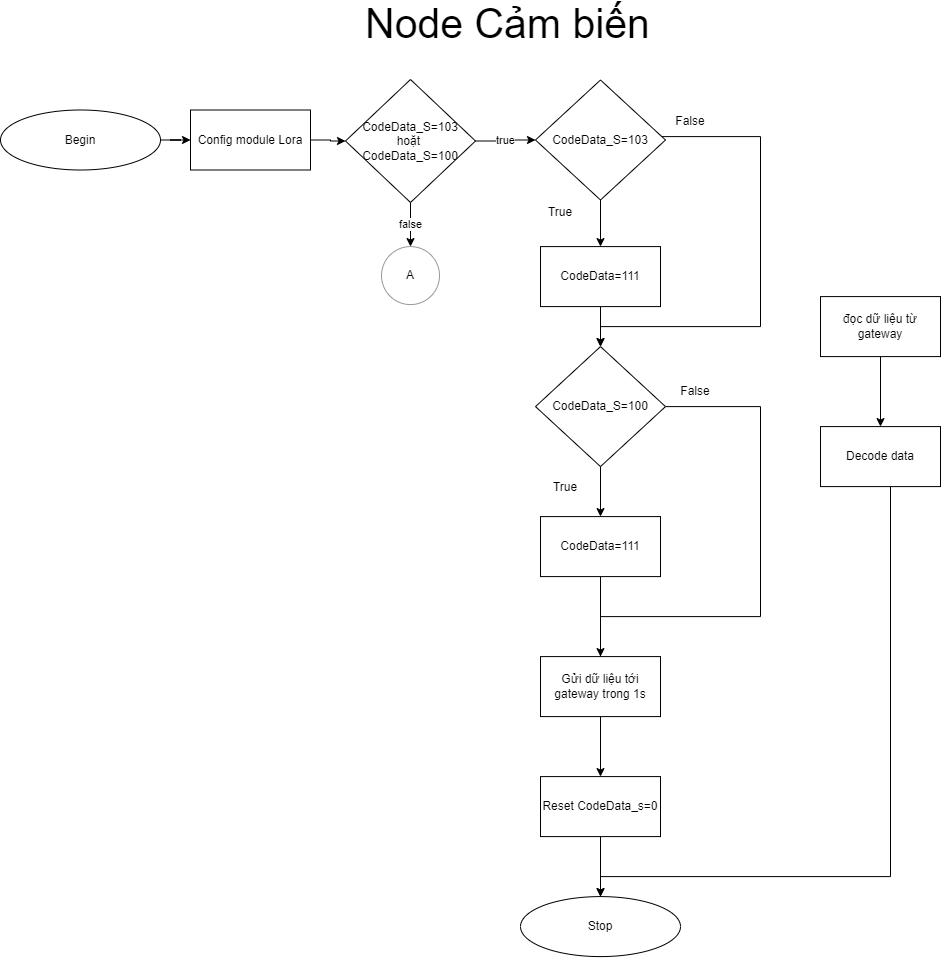 Node Cảm biến
Begin
Config module Lora
CodeData_S=103
hoặt
CodeData_S=100
true
CodeData_S=103
False
false
A
True
CodeData=111
đọc dữ liệu từ
gateway
CodeData_S=100
False
Decode data
True
CodeData=111
Gửi dữ liệu tới
gateway trong 1s
Reset CodeData_s=0
Stop